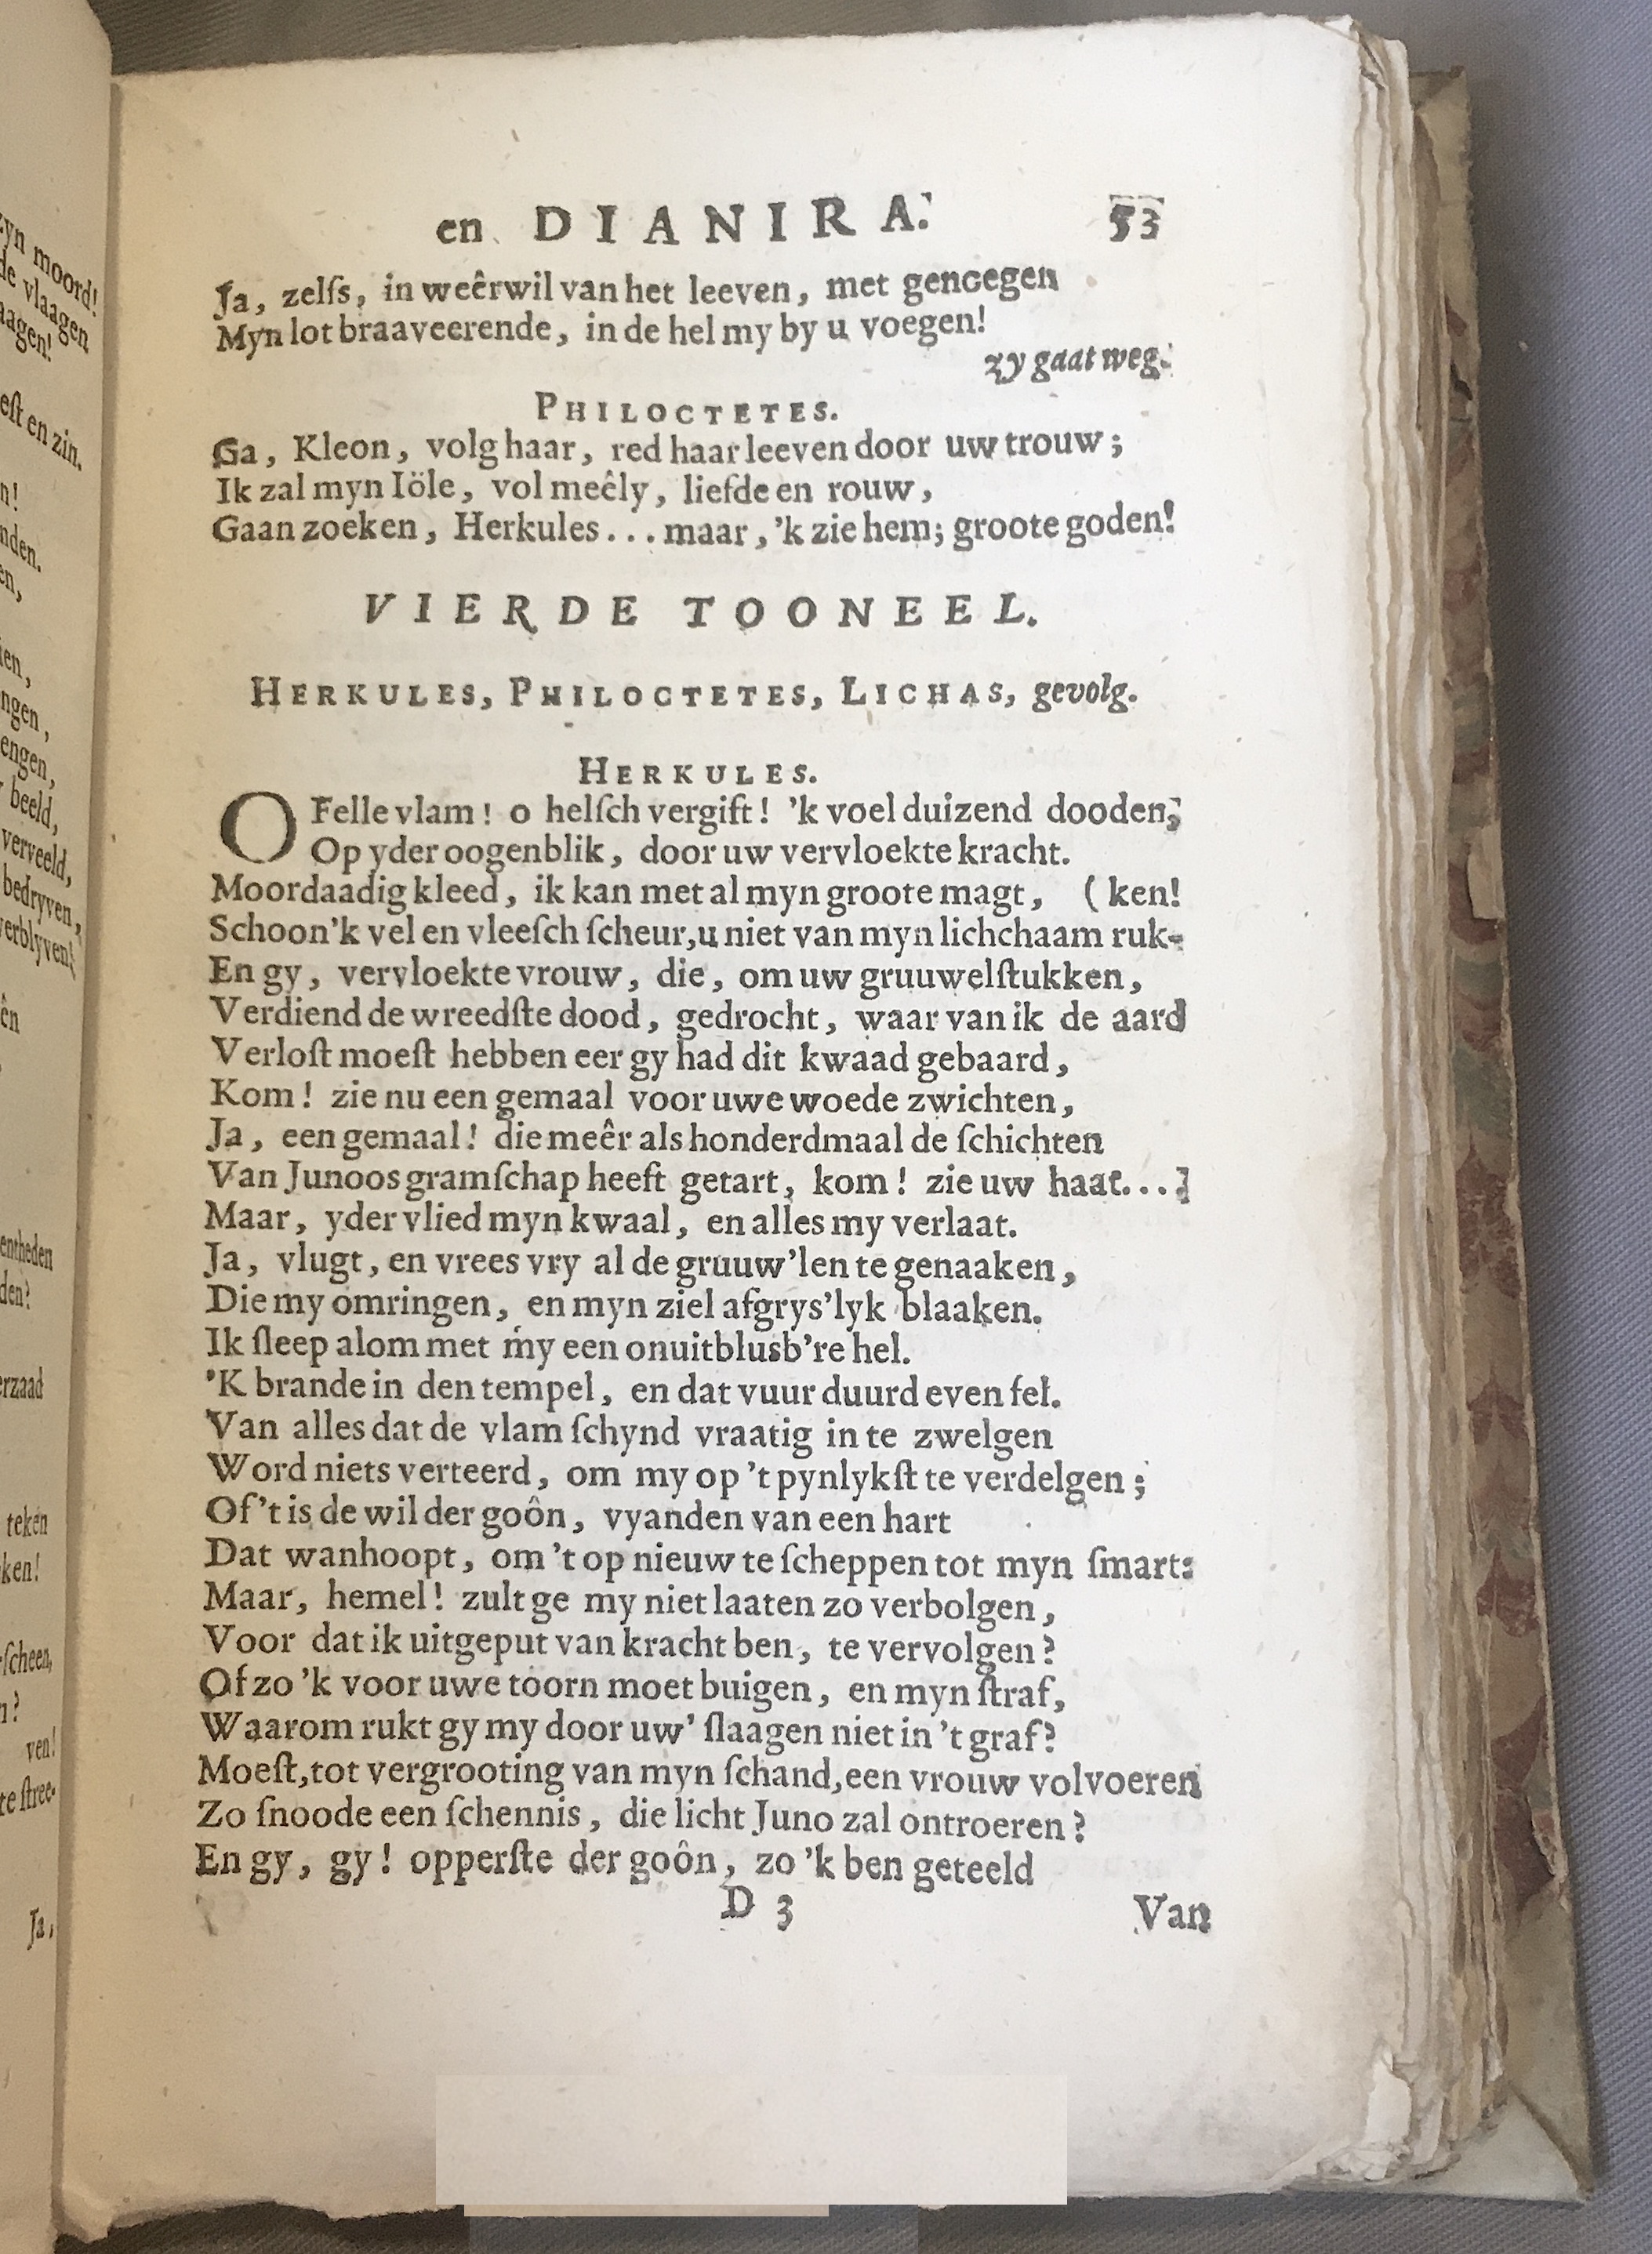 en DIANIRA. 53
Ja, zelfs, in weêrwil van het leeven, met genoegen
Myn lot braaveerende, in de hel my by u voegen!
zy gaat weg.
PHILOCTETES.
Ga, Kleon, volg haar, red haar leeven door uw trouw;
Ik zal myn Iöle, vol meêly, liefde en rouw,
Gaan zoeken, Herkules... maar, 'k zie hem; groote goden!
VIERDE TOONEEL.
HERKULES, PHILOCTETES, LICHAS, gevolg.
HERKULES.
O Felle vlam! o helſch vergift! 'k voel duizend dooden,
Op yder oogenblik, door uw vervloekte kracht.
Moordaadig kleed, ik kan met al myn groote magt, (ken!
Schoon 'k vel en vleeſch ſcheur, u niet van myn lichchaam ruk-
En gy, vervloekte vrouw, die, om uw gruuwelſtukken,
Verdiend de wreedſte dood, gedrocht, waar van ik de aard
Verloſt moeſt hebben eer gy had dit kwaad gebaard,
Kom! zie nu een gemaal voor uwe woede zwichten,
Ja, een gemaal! die meêr als honderdmaal de ſchichten
Van Junoos gramſchap heeft getart, kom! zie uw haat...]
Maar, yder vlied myn kwaal, en alles my verlaat.
Ja, vlugt, en vrees vry al de gruuw'len te genaaken,
Die my omringen, en myn ziel afgrys'lyk blaaken.
Ik ſleep alom met my een onuitblusb're hel.
'K brande in den tempel, en dat vuur duurd even fel.
Van alles dat de vlam ſchynd vraatig in te zwelgen
Word niets verteerd, om my op 't pynlykſt te verdelgen;
Of 't is de wil der goôn, vyanden van een hart
Dat wanhoopt, om 't op nieuw te ſcheppen tot myn ſmart:
Maar, hemel! zult ge my niet laaten zo verbolgen,
Voor dat ik uitgeput van kracht ben, te vervolgen?
Of zo 'k voor uwe toorn moet buigen, en myn ſtraf,
Waarom rukt gy my door uw' ſlaagen niet in 't graf?
Moeſt, tot vergrooting van myn ſchand, een vrouw volvoeren
Zo ſnoode een ſchennis, die licht Juno zal ontroeren?
En gy, gy! opperſte der goôn, zo 'k ben geteeld
D 3 Van